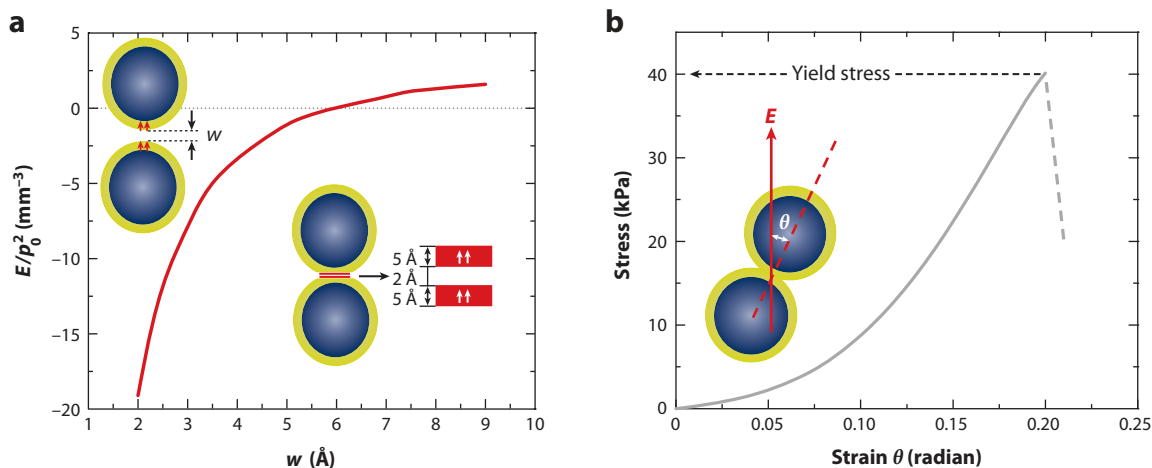 a
E/p₀² (mm⁻³)
5
0
–5
–10
–15
–20
1
2
3
4
5
6
7
8
9
10
w (Å)
w
5 Å
2 Å
5 Å
b
Stress (kPa)
40
30
20
10
0
0
0.05
0.10
0.15
0.20
0.25
Strain θ (radian)
Yield stress
E
θ